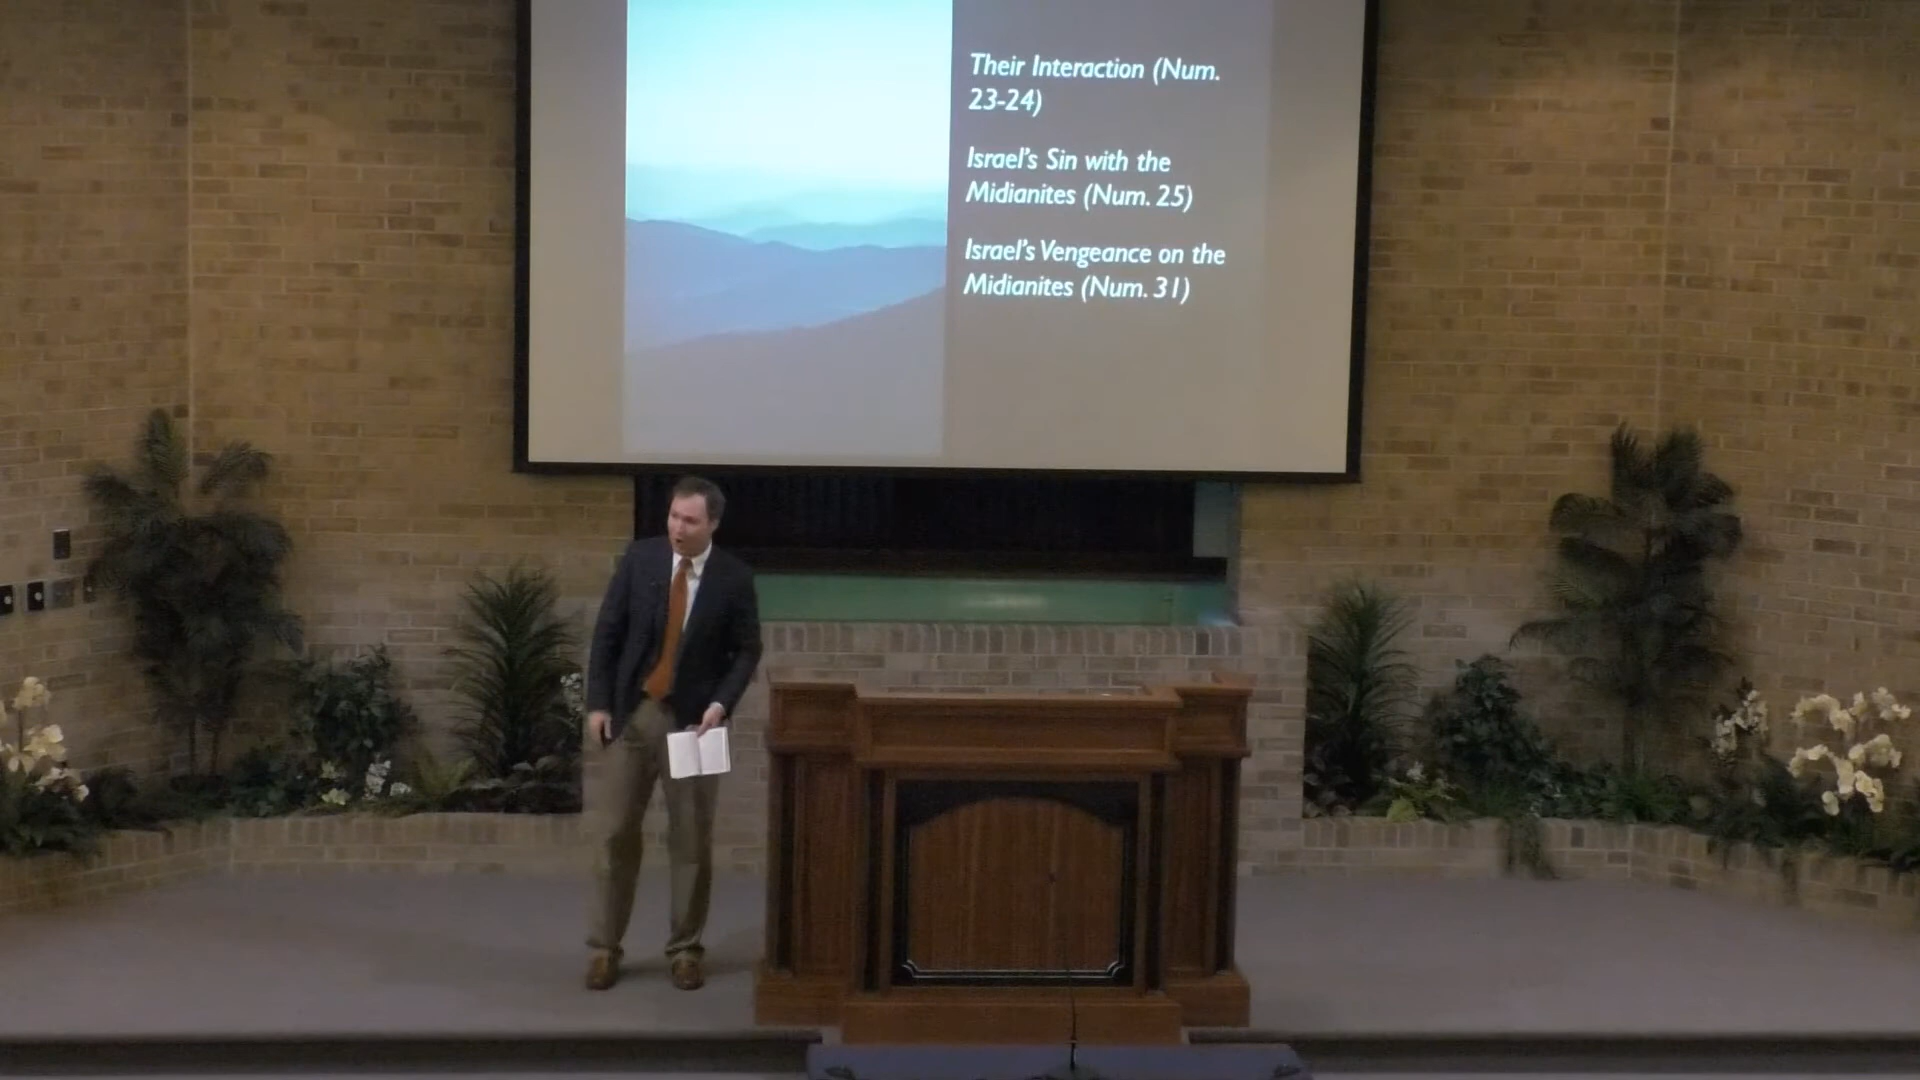 Their Interaction (Num.
23-24)
Israel's Sin with the
Midianites (Num. 25)
Israel's Vengeance on the
Midianites (Num. 31)